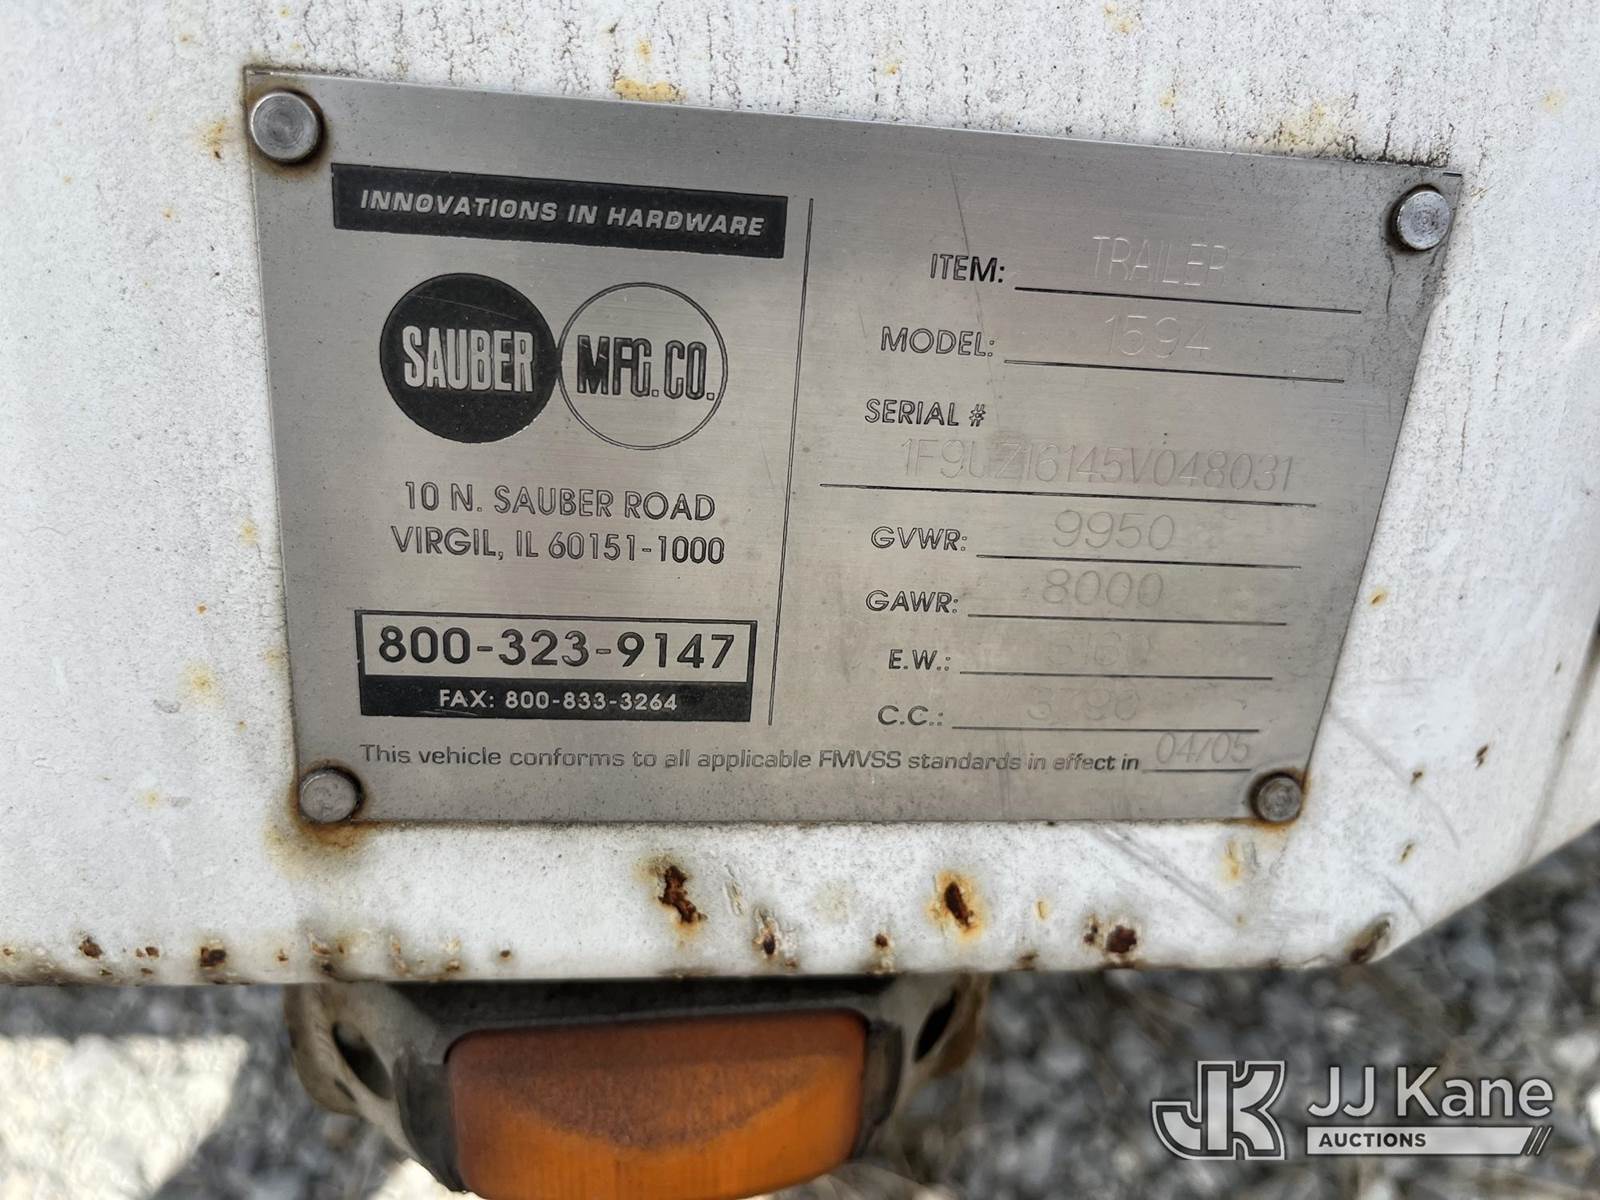 INNOVATIONS IN HARDWARE
SAUBER MFG. CO.
10 N. SAUBER ROAD
VIRGIL, IL 60151-1000
800-323-9147
FAX: 800-833-3264
ITEM: TRAILER
MODEL: 1594
SERIAL #
1F9UZ16145V048031
GVWR: 9950
GAWR: 8000
E.W.:
C.C.:
This vehicle conforms to all applicable FMVSS standards in effect in 04/05
JK JJ Kane
AUCTIONS